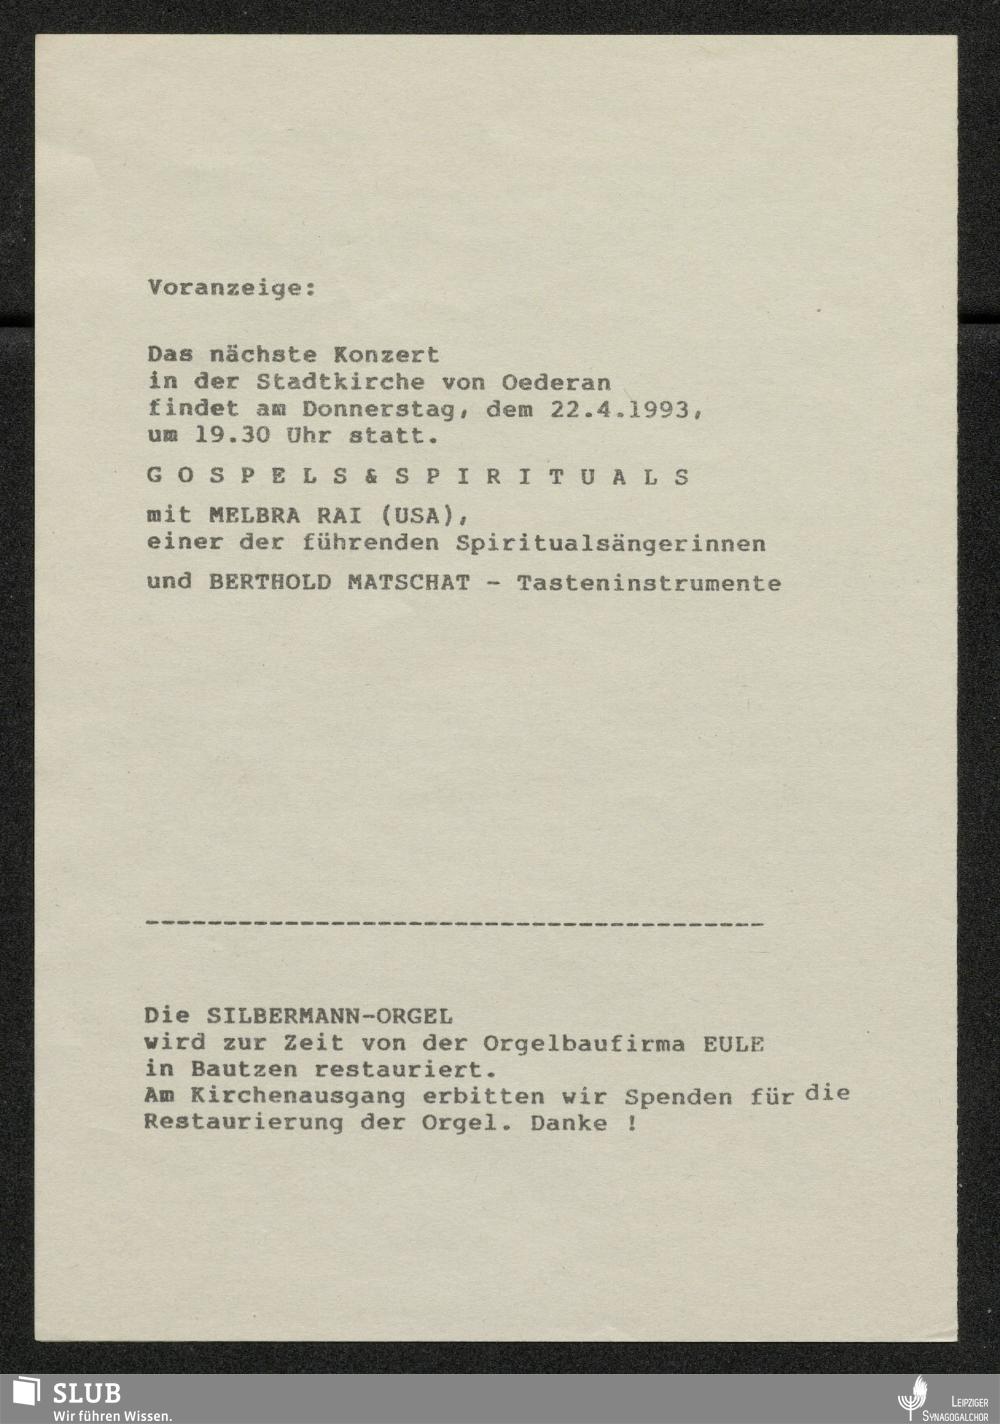 Voranzeige:
Das nächste Konzert
in der Stadtkirche von Oederan
findet am Donnerstag, dem 22.4.1993,
um 19.30 Uhr statt.
G O S P E L S & S P I R I T U A L S
mit MELBRA RAI (USA),
einer der führenden Spiritualsängerinnen
und BERTHOLD MATSCHAT - Tasteninstrumente
-----------------------------------------
Die SILBERMANN-ORGEL
wird zur Zeit von der Orgelbaufirma EULE
in Bautzen restauriert.
Am Kirchenausgang erbitten wir Spenden für die
Restaurierung der Orgel. Danke !
SLUB
Wir führen Wissen.
LEIPZIGER
SYNAGOGALCHOR